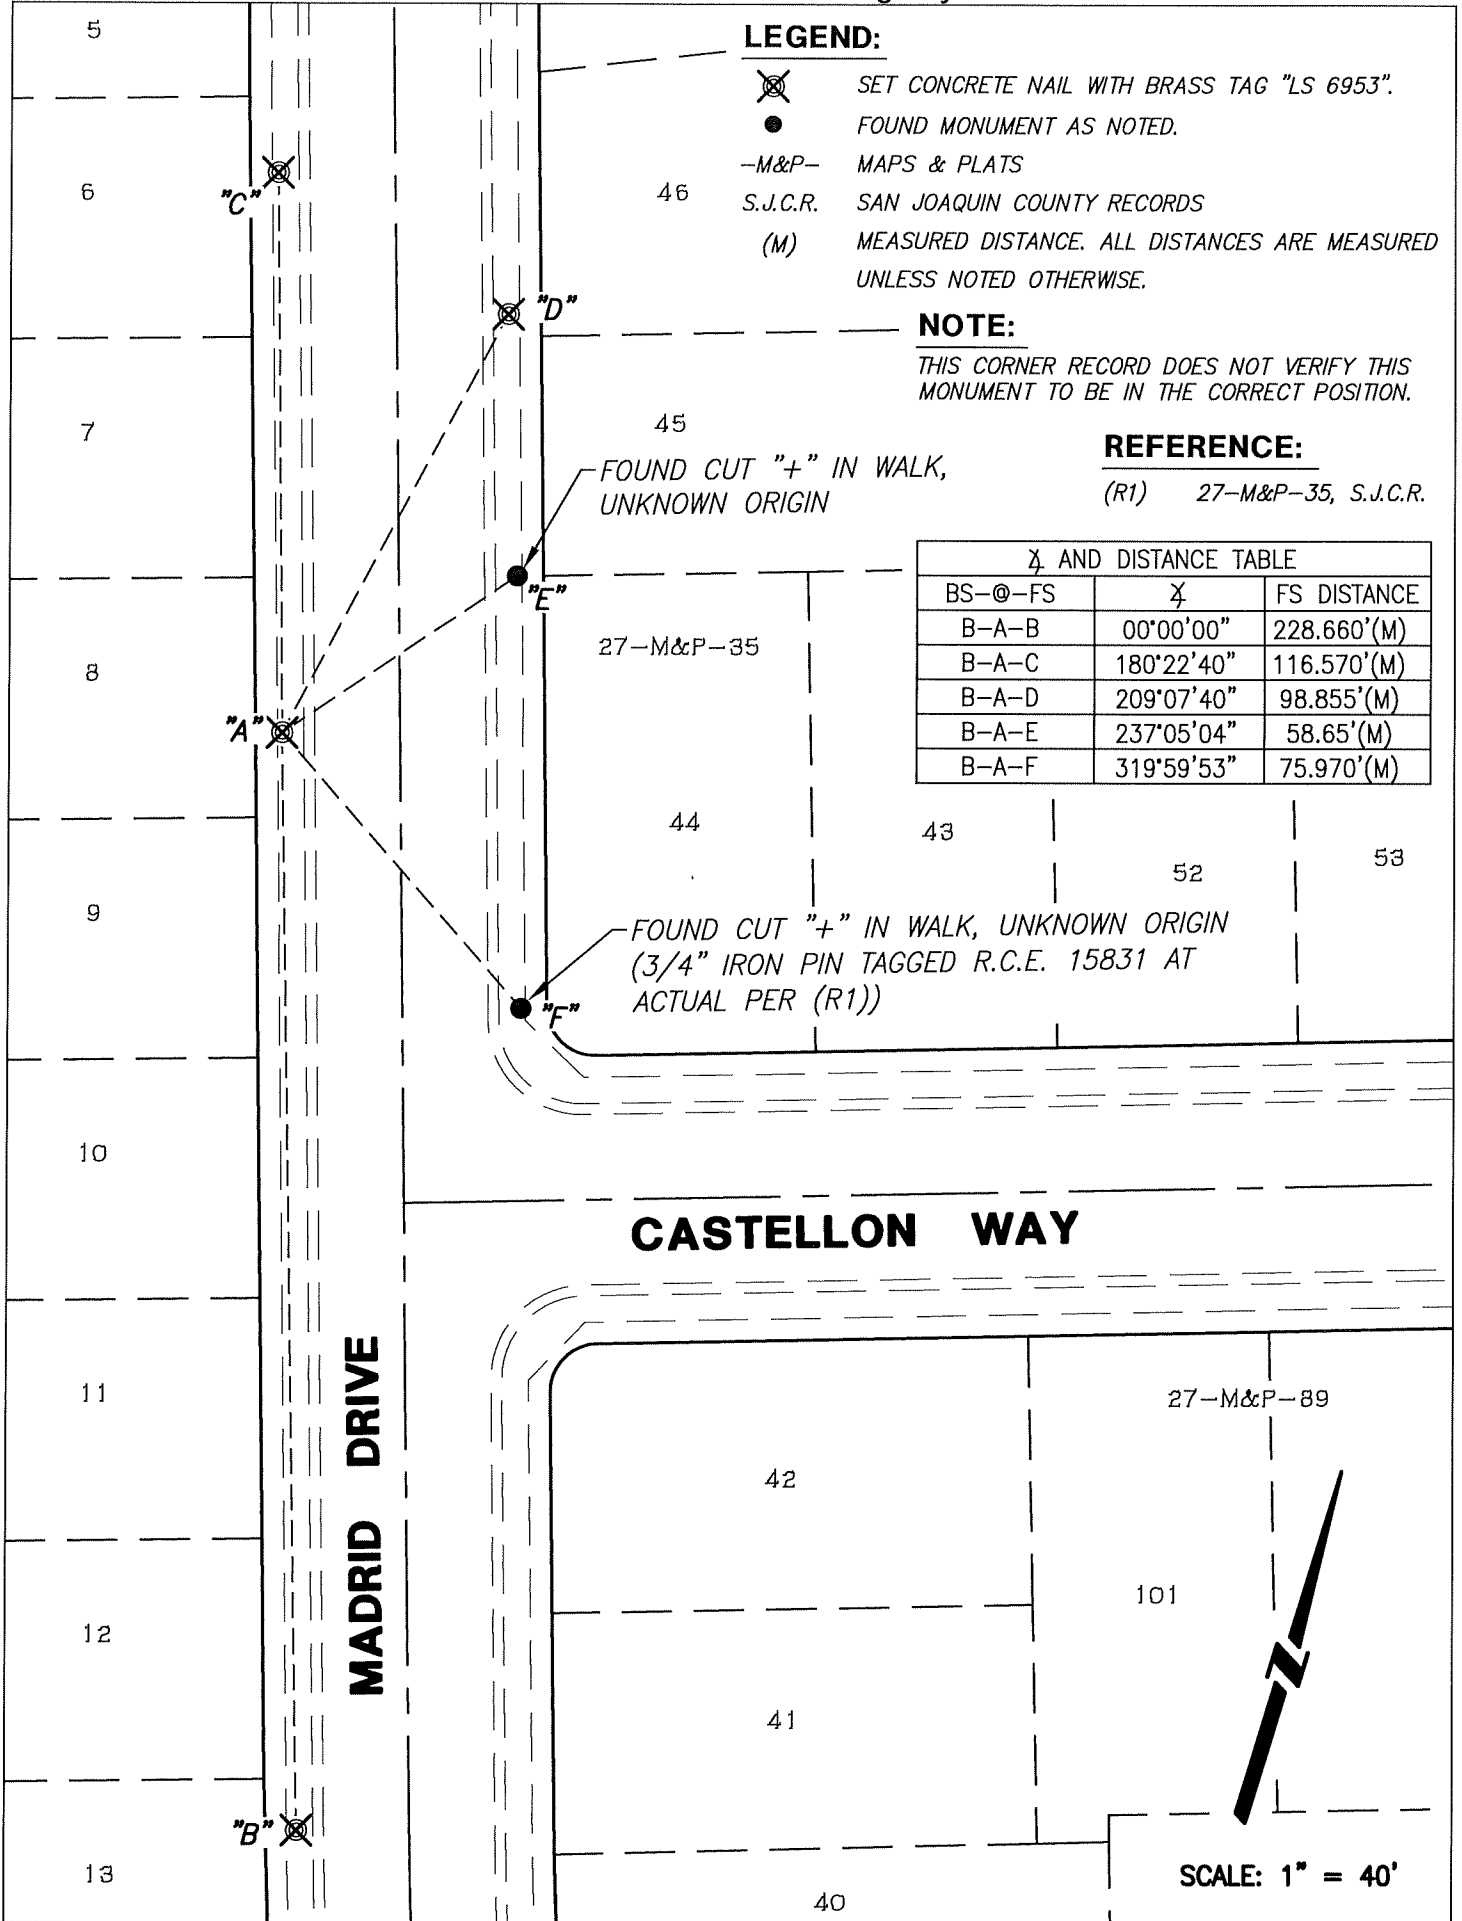 5
LEGEND:
SET CONCRETE NAIL WITH BRASS TAG "LS 6953".
FOUND MONUMENT AS NOTED.
-M&P- MAPS & PLATS
S.J.C.R. SAN JOAQUIN COUNTY RECORDS
(M) MEASURED DISTANCE. ALL DISTANCES ARE MEASURED
UNLESS NOTED OTHERWISE.
6
"C"
46
"D"
NOTE:
THIS CORNER RECORD DOES NOT VERIFY THIS
MONUMENT TO BE IN THE CORRECT POSITION.
7
45
REFERENCE:
(R1) 27-M&P-35, S.J.C.R.
FOUND CUT "+" IN WALK,
UNKNOWN ORIGIN
"E"
∡ AND DISTANCE TABLE
BS-@-FS ∡ FS DISTANCE
B-A-B 00°00'00" 228.660'(M)
B-A-C 180°22'40" 116.570'(M)
B-A-D 209°07'40" 98.855'(M)
B-A-E 237°05'04" 58.65'(M)
B-A-F 319°59'53" 75.970'(M)
27-M&P-35
8
"A"
44
43
52
53
9
FOUND CUT "+" IN WALK, UNKNOWN ORIGIN
(3/4" IRON PIN TAGGED R.C.E. 15831 AT
ACTUAL PER (R1))
"F"
10
CASTELLON WAY
MADRID DRIVE
11
27-M&P-89
42
12
101
41
N
"B"
13
40
SCALE: 1" = 40'